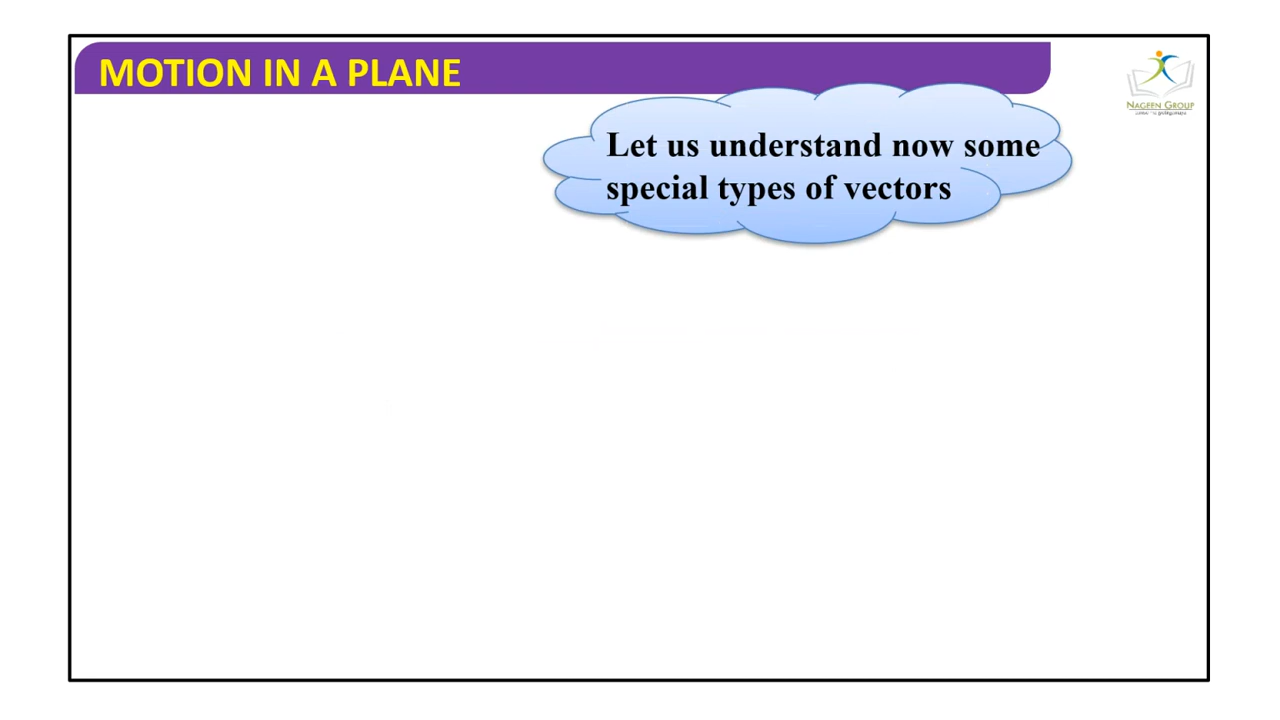 MOTION IN A PLANE
NAGEEN GROUP
Let us understand now some
special types of vectors